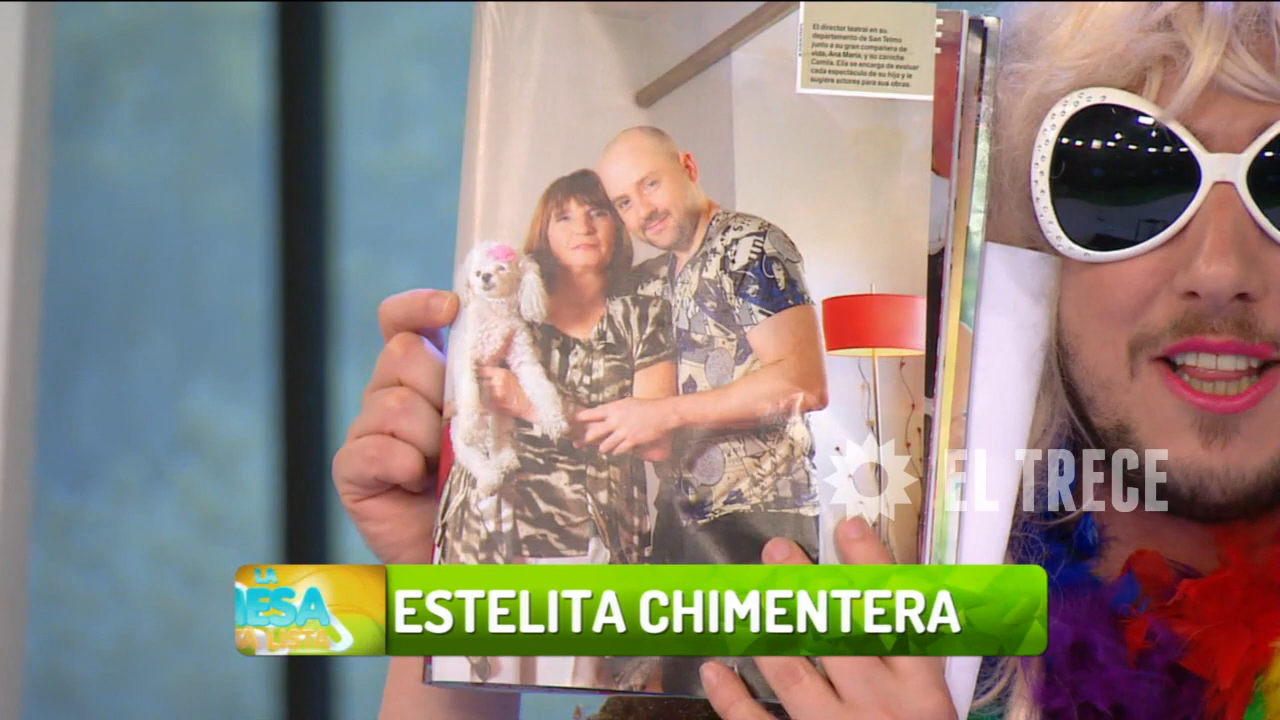 El director teatral en su
departamento de San Telmo
junto a su gran compañera de
vida, Ana María, y su caniche
Camila. Ella se encarga de evaluar
cada espectáculo de su hijo y le
sugiere actores para sus obras.
EL TRECE
LA
MESA
ESTÁ LISTA
ESTELITA CHIMENTERA